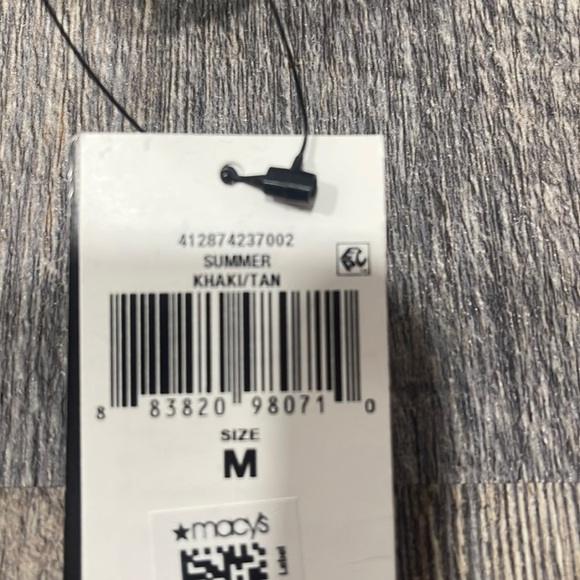 412874237002
SUMMER
KHAKI/TAN
8 83820 98071 0
SIZE
M
★macy's
Label